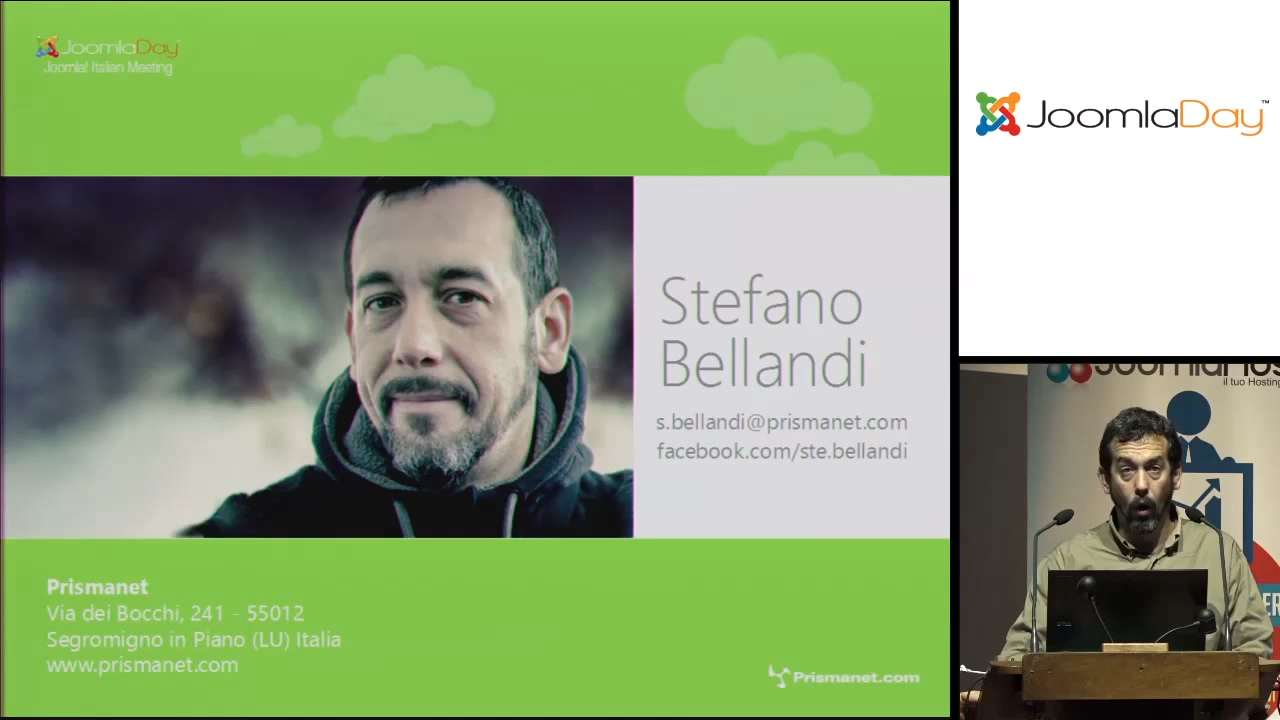 JoomlaDay
Joomla! Italian Meeting
Stefano
Bellandi
s.bellandi@prismanet.com
facebook.com/ste.bellandi
Prismanet
Via dei Bocchi, 241 - 55012
Segromigno in Piano (LU) Italia
www.prismanet.com
Prismanet.com
JoomlaDay™
il tuo Hosting